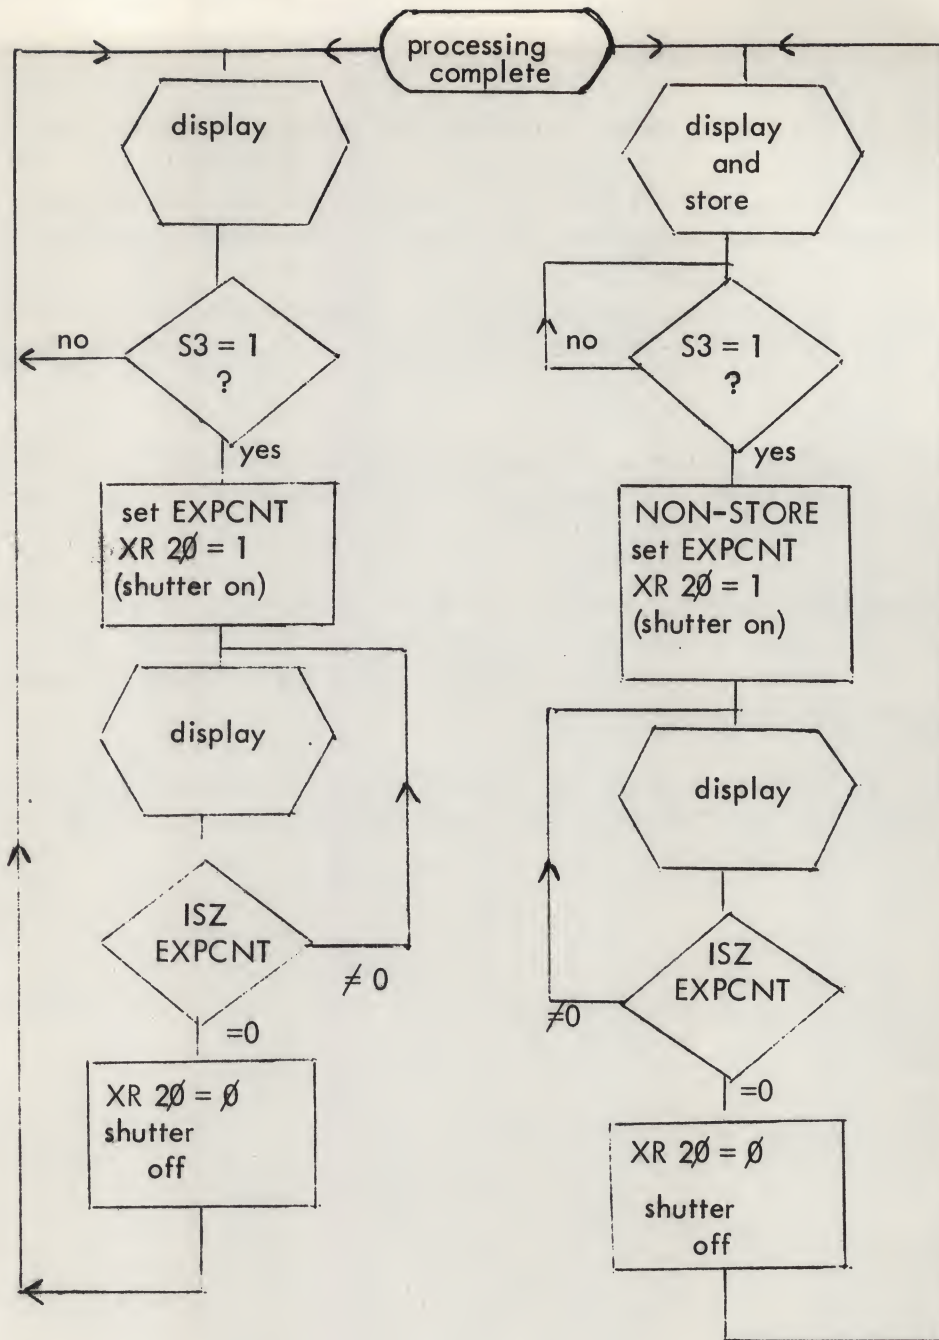 processing
complete
display
no
S3 = 1
?
yes
set EXPCNT
XR 2Ø = 1
(shutter on)
display
ISZ
EXPCNT
≠ 0
=0
XR 2Ø = Ø
shutter
off
display
and
store
no
S3 = 1
?
yes
NON-STORE
set EXPCNT
XR 2Ø = 1
(shutter on)
display
ISZ
EXPCNT
≠0
=0
XR 2Ø = Ø
shutter
off